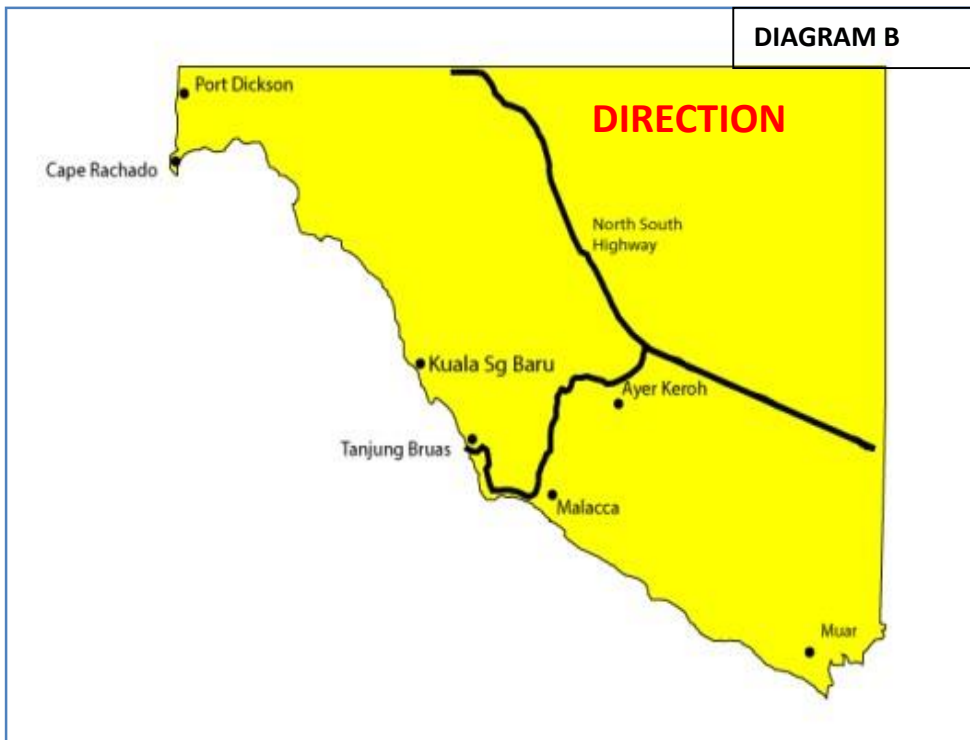 DIAGRAM B
Port Dickson
DIRECTION
Cape Rachado
North South
Highway
Kuala Sg Baru
Ayer Keroh
Tanjung Bruas
Malacca
Muar